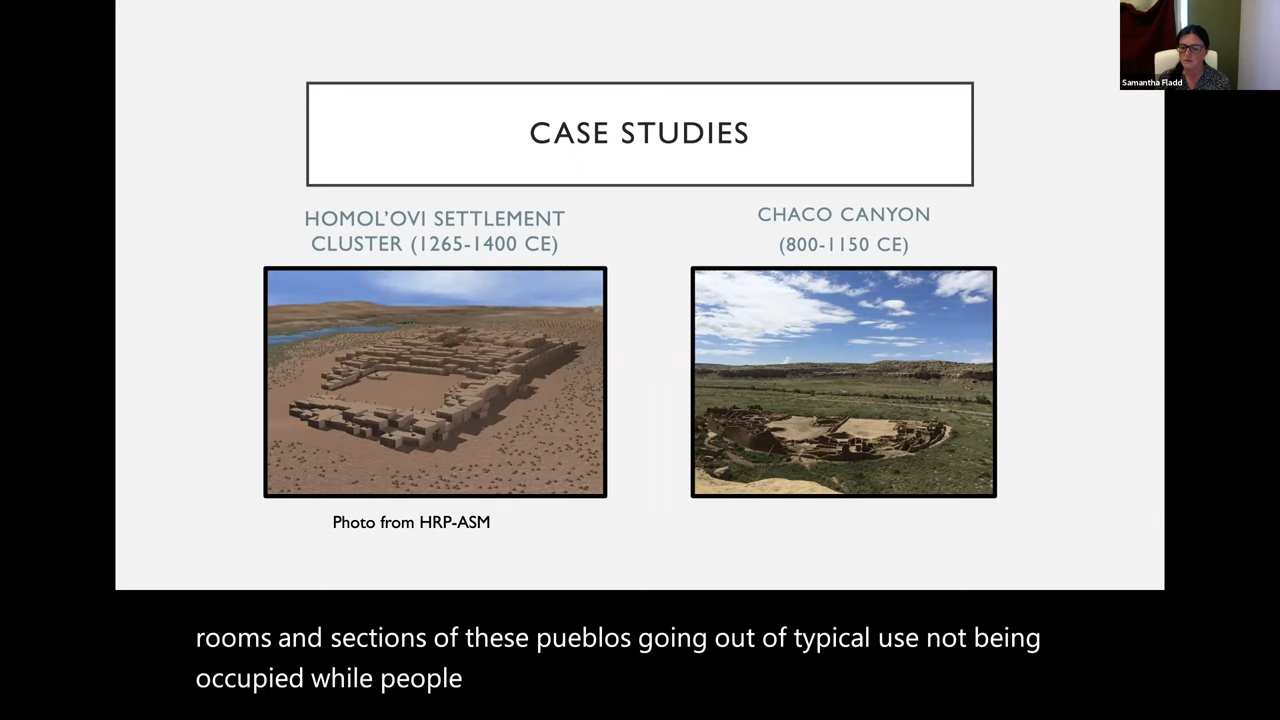 Samantha Fladd
CASE STUDIES
HOMOL'OVI SETTLEMENT
CLUSTER (1265-1400 CE)
CHACO CANYON
(800-1150 CE)
Photo from HRP-ASM
rooms and sections of these pueblos going out of typical use not being
occupied while people